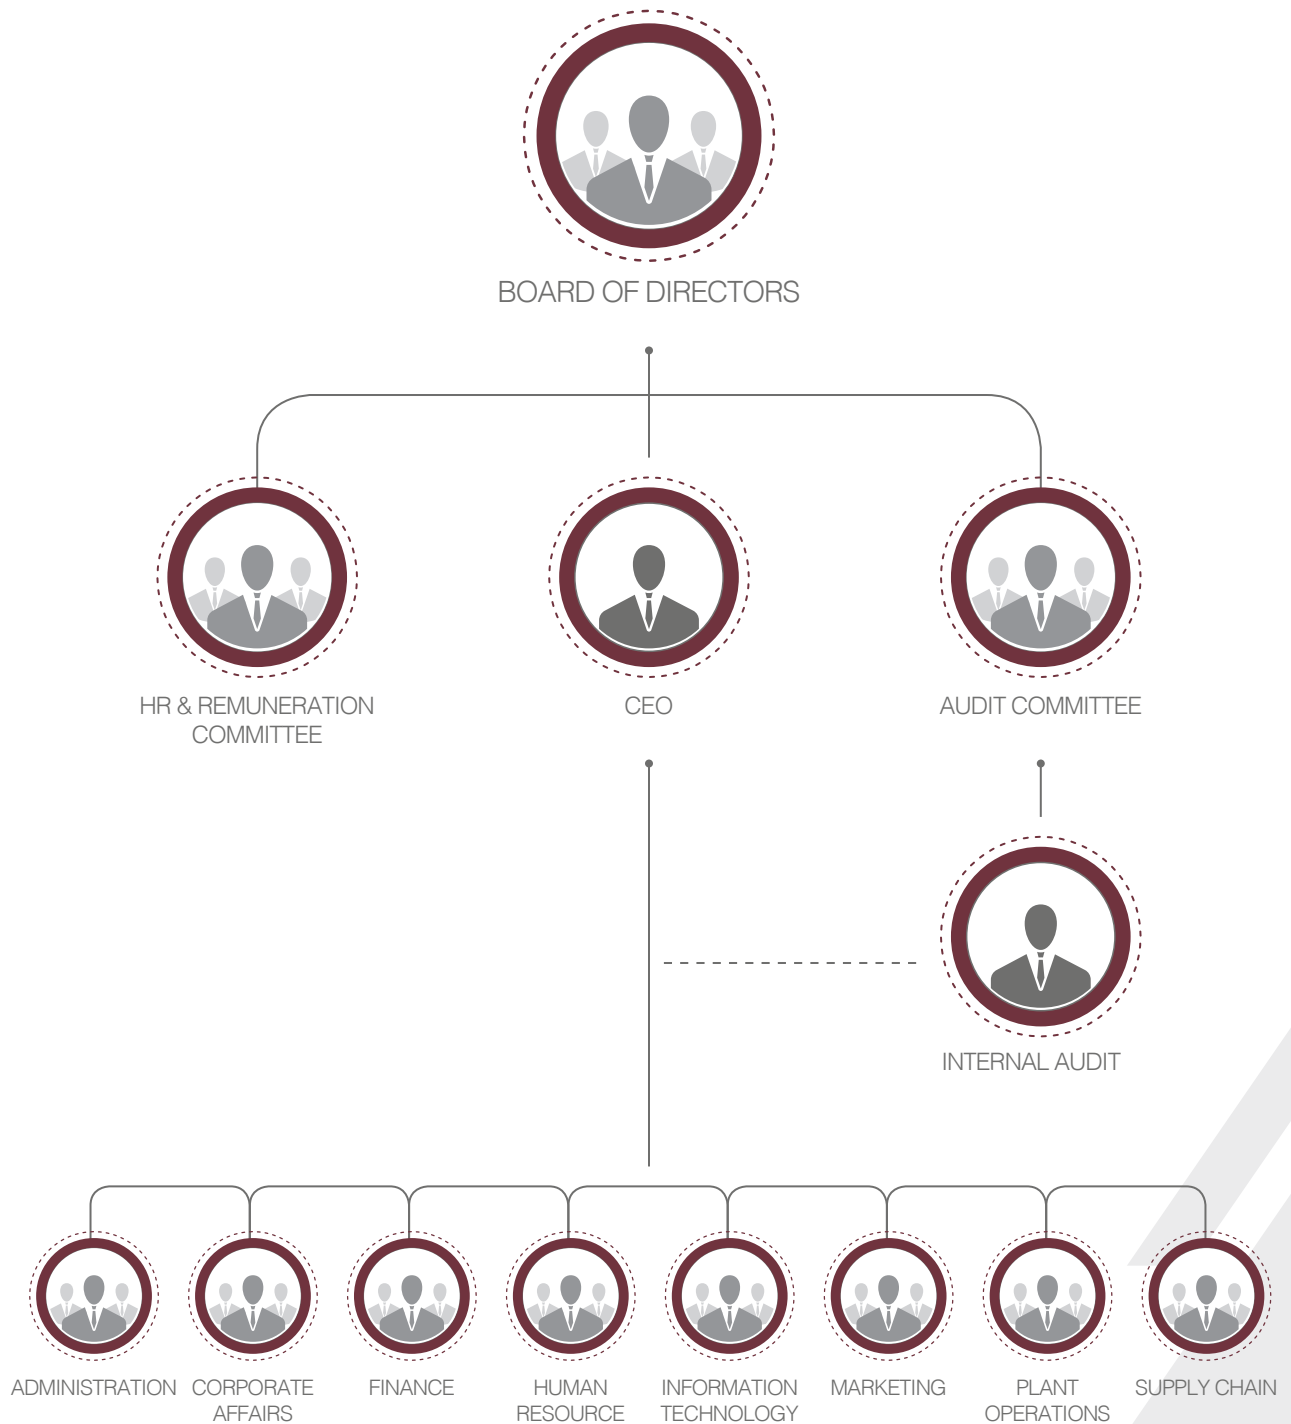 BOARD OF DIRECTORS
HR & REMUNERATION
COMMITTEE
CEO
AUDIT COMMITTEE
INTERNAL AUDIT
ADMINISTRATION
CORPORATE
AFFAIRS
FINANCE
HUMAN
RESOURCE
INFORMATION
TECHNOLOGY
MARKETING
PLANT
OPERATIONS
SUPPLY CHAIN